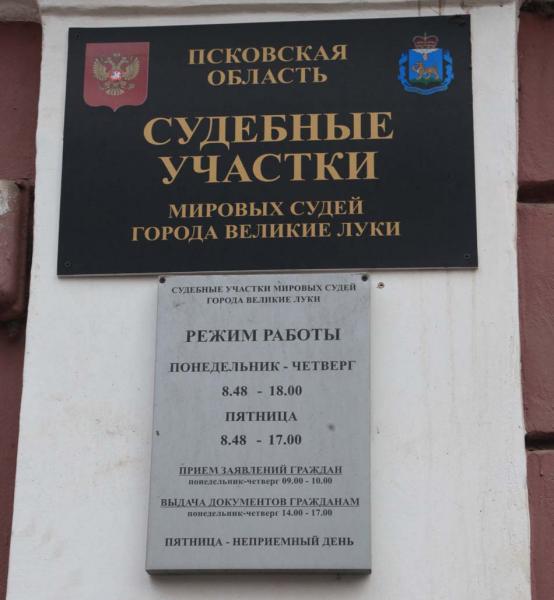 ПСКОВСКАЯ
ОБЛАСТЬ
СУДЕБНЫЕ
УЧАСТКИ
МИРОВЫХ СУДЕЙ
ГОРОДА ВЕЛИКИЕ ЛУКИ
СУДЕБНЫЕ УЧАСТКИ МИРОВЫХ СУДЕЙ
ГОРОДА ВЕЛИКИЕ ЛУКИ
РЕЖИМ РАБОТЫ
ПОНЕДЕЛЬНИК - ЧЕТВЕРГ
8.48 - 18.00
ПЯТНИЦА
8.48 - 17.00
ПРИЕМ ЗАЯВЛЕНИЙ ГРАЖДАН
понедельник-четверг 09.00 - 10.00
ВЫДАЧА ДОКУМЕНТОВ ГРАЖДАНАМ
понедельник-четверг 14.00 - 17.00
ПЯТНИЦА - НЕПРИЕМНЫЙ ДЕНЬ